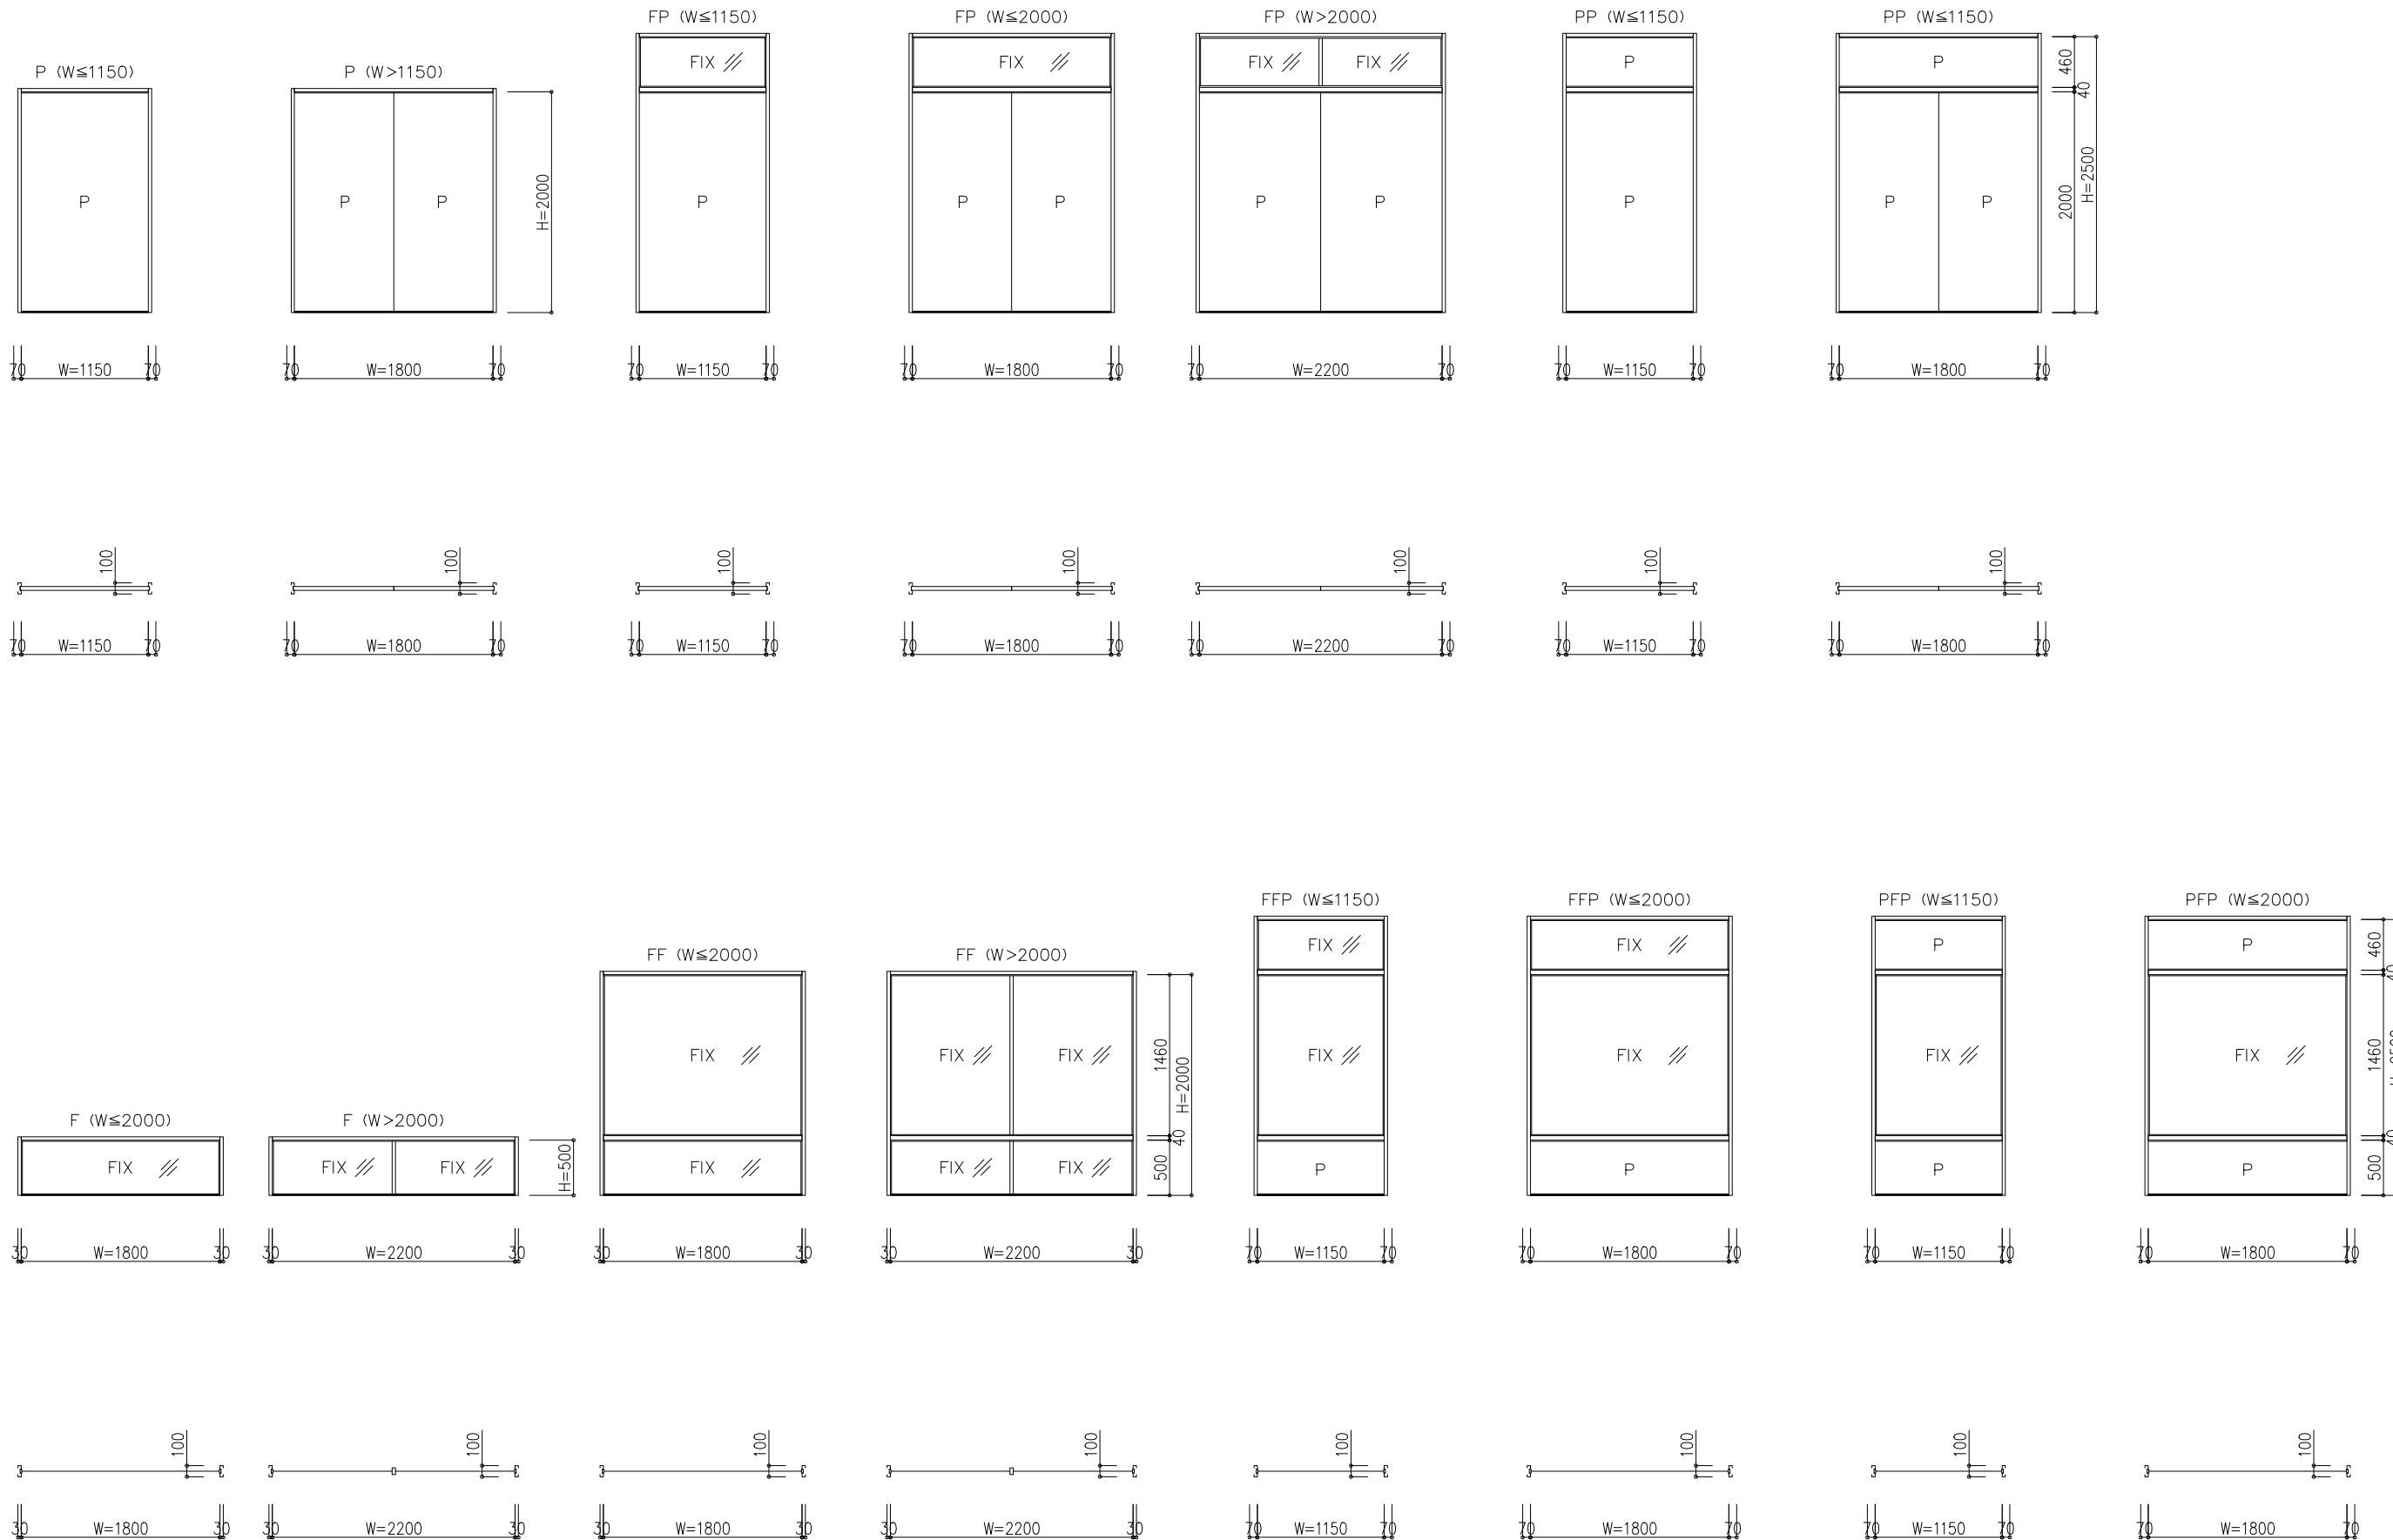 FP (W≦1150)
FP (W≦2000)
FP (W>2000)
PP (W≦1150)
PP (W≦1150)
P (W≦1150)
P (W>1150)
FIX
FIX
FIX
FIX
P
P
460
40
P
P
P
P
P
P
P
P
P
P
P
P
H=2000
2000
H=2500
70
W=1150
70
70
W=1800
70
70
W=1150
70
70
W=1800
70
70
W=2200
70
70
W=1150
70
70
W=1800
70
100
100
100
100
100
100
100
70
W=1150
70
70
W=1800
70
70
W=1150
70
70
W=1800
70
70
W=2200
70
70
W=1150
70
70
W=1800
70
FFP (W≦1150)
FFP (W≦2000)
PFP (W≦1150)
PFP (W≦2000)
FF (W≦2000)
FF (W>2000)
FIX
FIX
P
P
460
FIX
FIX
FIX
FIX
FIX
FIX
FIX
1460
H=2000
1460
F (W≦2000)
F (W>2000)
40
FIX
FIX
FIX
FIX
FIX
FIX
P
P
P
P
H=500
500
500
30
W=1800
30
30
W=2200
30
30
W=1800
30
30
W=2200
30
70
W=1150
70
70
W=1800
70
70
W=1150
70
70
W=1800
70
100
100
100
100
100
100
100
100
30
W=1800
30
30
W=2200
30
30
W=1800
30
30
W=2200
30
70
W=1150
70
70
W=1800
70
70
W=1150
70
70
W=1800
70